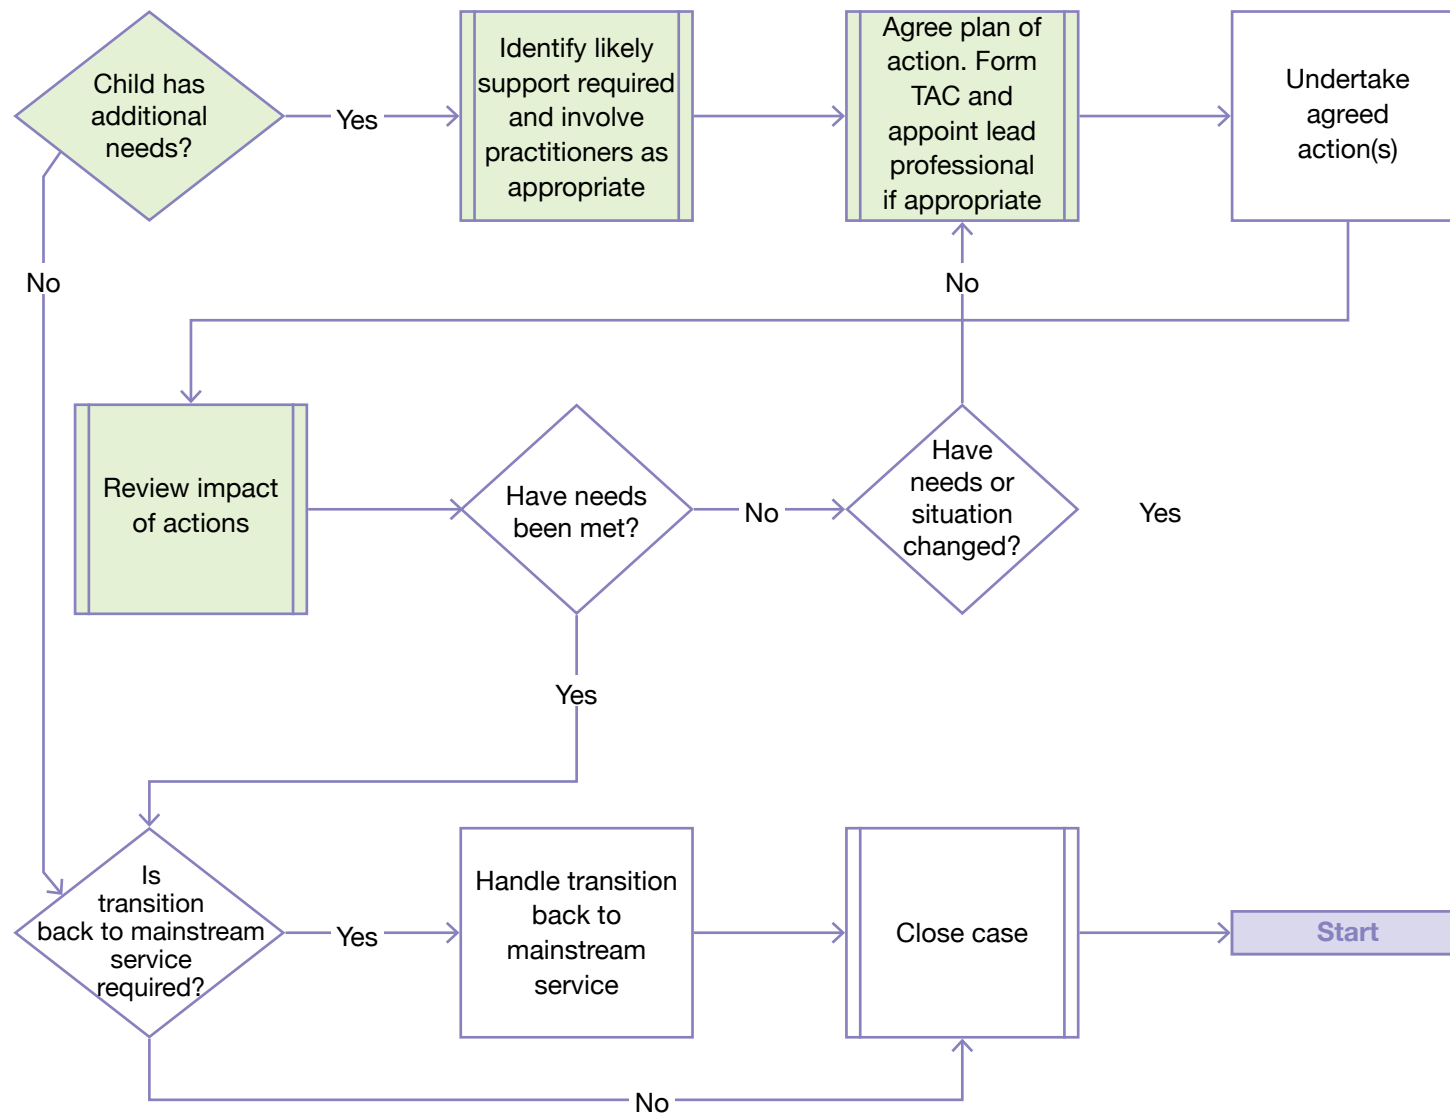 Child has
additional
needs?
Yes
Identify likely
support required
and involve
practitioners as
appropriate
Agree plan of
action. Form
TAC and
appoint lead
professional
if appropriate
Undertake
agreed
action(s)
No
No
Review impact
of actions
Have needs
been met?
No
Have
needs or
situation
changed?
Yes
Yes
Is
transition
back to mainstream
service
required?
Yes
Handle transition
back to
mainstream
service
Close case
Start
No